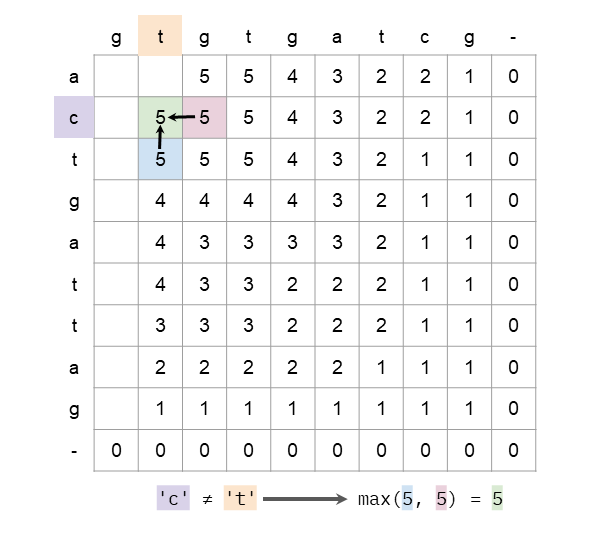 g t g t g a t c g -
a 5 5 4 3 2 2 1 0
c 5 5 5 4 3 2 2 1 0
t 5 5 5 4 3 2 1 1 0
g 4 4 4 4 3 2 1 1 0
a 4 3 3 3 3 2 1 1 0
t 4 3 3 2 2 2 1 1 0
t 3 3 3 2 2 2 1 1 0
a 2 2 2 2 2 1 1 1 0
g 1 1 1 1 1 1 1 1 0
- 0 0 0 0 0 0 0 0 0 0
'c' ≠ 't' max(5, 5) = 5